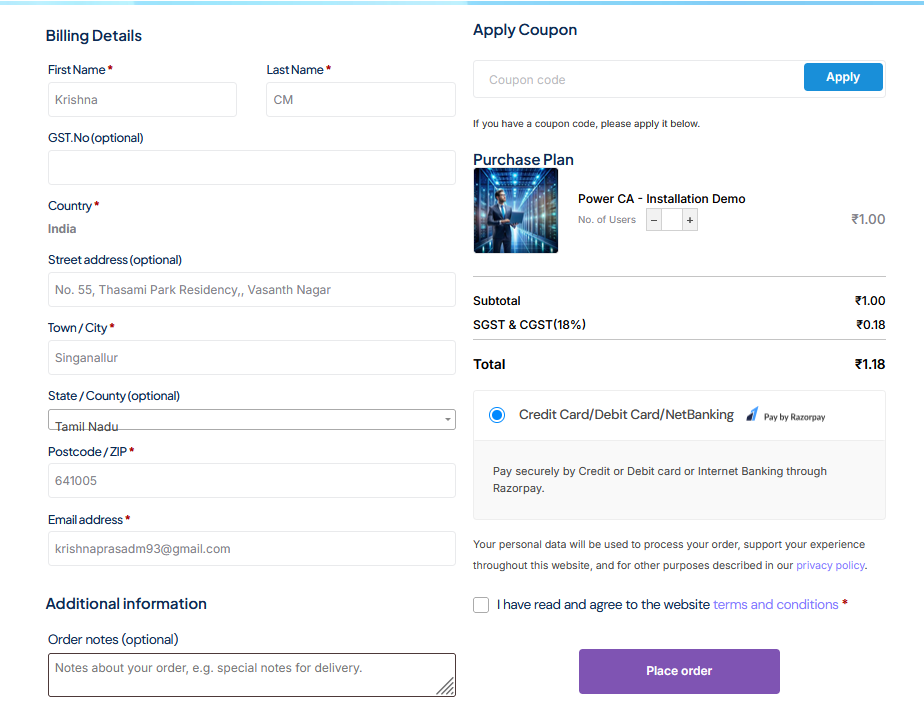 Billing Details
First Name *
Last Name *
Krishna
CM
GST.No (optional)
Country *
India
Street address (optional)
No. 55, Thasami Park Residency,, Vasanth Nagar
Town / City *
Singanallur
State / County (optional)
Tamil Nadu
Postcode / ZIP *
641005
Email address *
krishnaprasadm93@gmail.com
Additional information
Order notes (optional)
Notes about your order, e.g. special notes for delivery.
Apply Coupon
Coupon code
Apply
If you have a coupon code, please apply it below.
Purchase Plan
Power CA - Installation Demo
No. of Users − +
₹1.00
Subtotal ₹1.00
SGST & CGST(18%) ₹0.18
Total ₹1.18
Credit Card/Debit Card/NetBanking Pay by Razorpay
Pay securely by Credit or Debit card or Internet Banking through
Razorpay.
Your personal data will be used to process your order, support your experience
throughout this website, and for other purposes described in our privacy policy.
I have read and agree to the website terms and conditions *
Place order